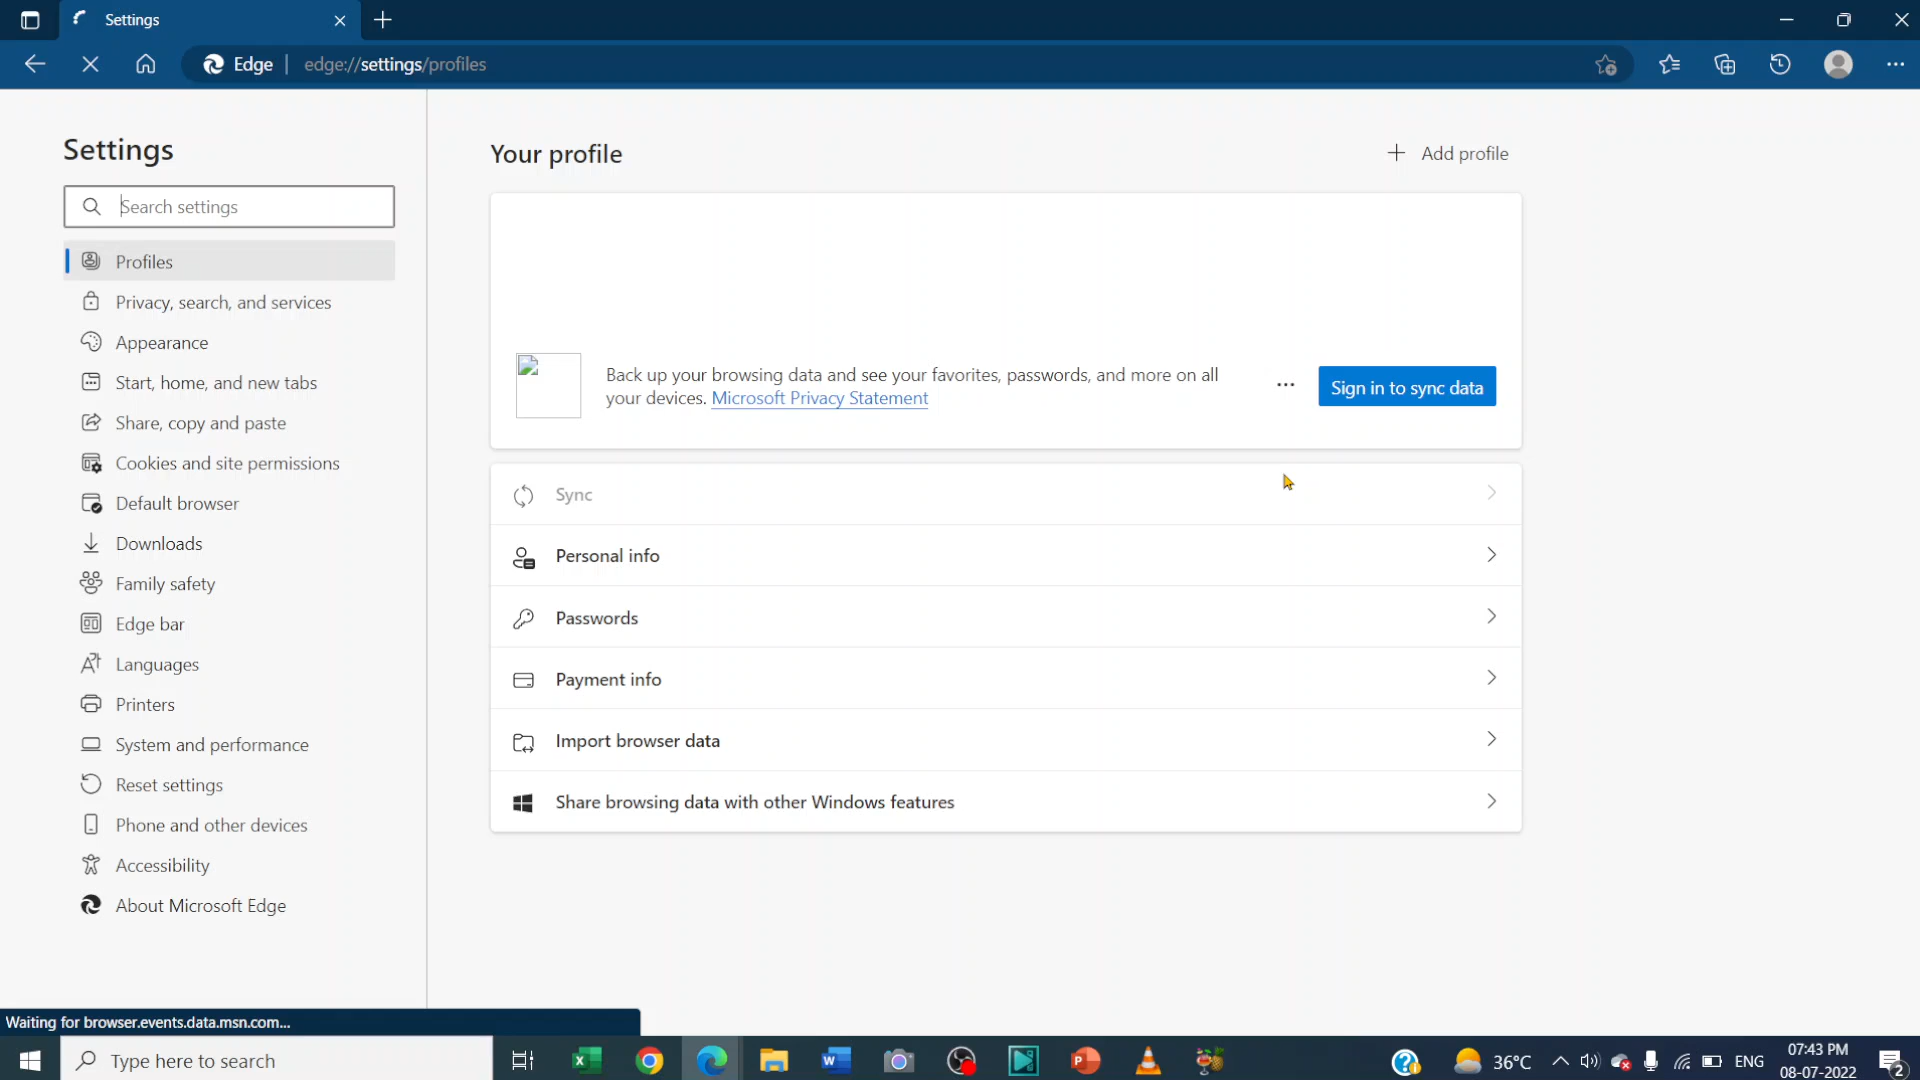 Settings
Edge | edge://settings/profiles
Settings
Search settings
Profiles
Privacy, search, and services
Appearance
Start, home, and new tabs
Share, copy and paste
Cookies and site permissions
Default browser
Downloads
Family safety
Edge bar
Languages
Printers
System and performance
Reset settings
Phone and other devices
Accessibility
About Microsoft Edge
Your profile
Add profile
Back up your browsing data and see your favorites, passwords, and more on all
your devices. Microsoft Privacy Statement
Sign in to sync data
Sync
Personal info
Passwords
Payment info
Import browser data
Share browsing data with other Windows features
Waiting for browser.events.data.msn.com...
Type here to search
36°C
ENG
07:43 PM
08-07-2022
2